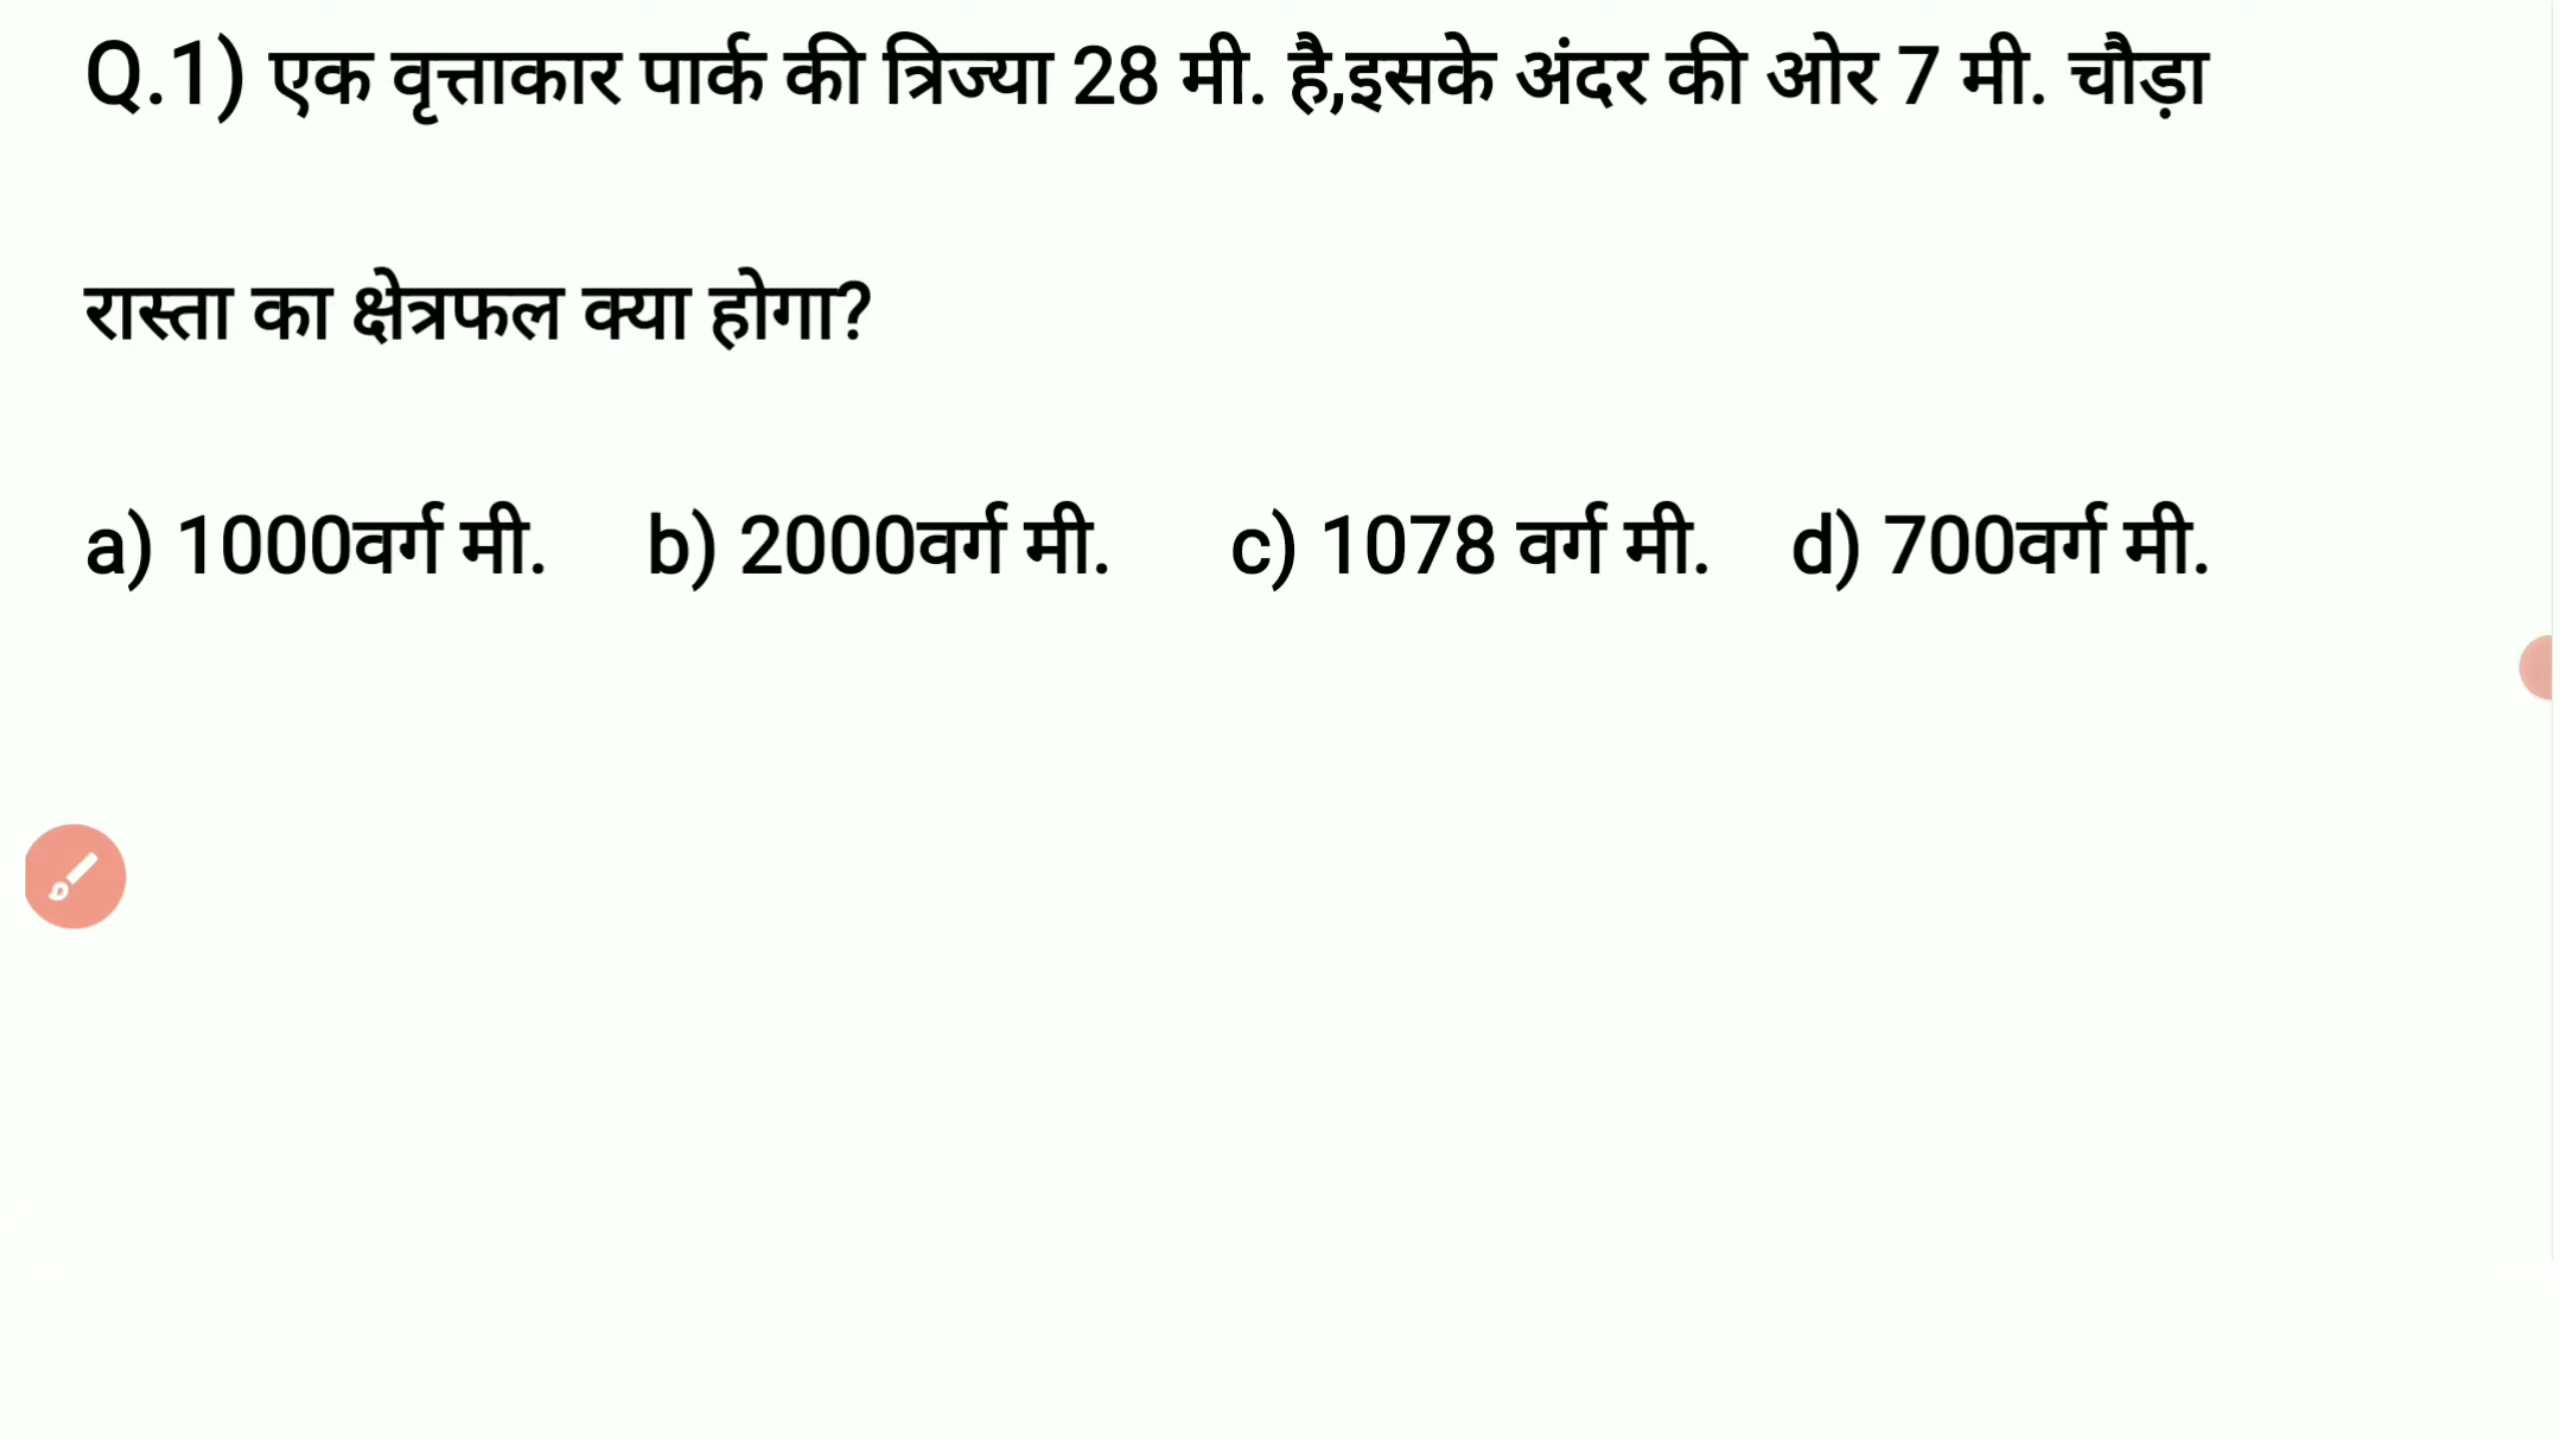 Q.1) एक वृत्ताकार पार्क की त्रिज्या 28 मी. है,इसके अंदर की ओर 7 मी. चौड़ा
रास्ता का क्षेत्रफल क्या होगा?
a) 1000वर्ग मी. b) 2000वर्ग मी. c) 1078 वर्ग मी. d) 700वर्ग मी.